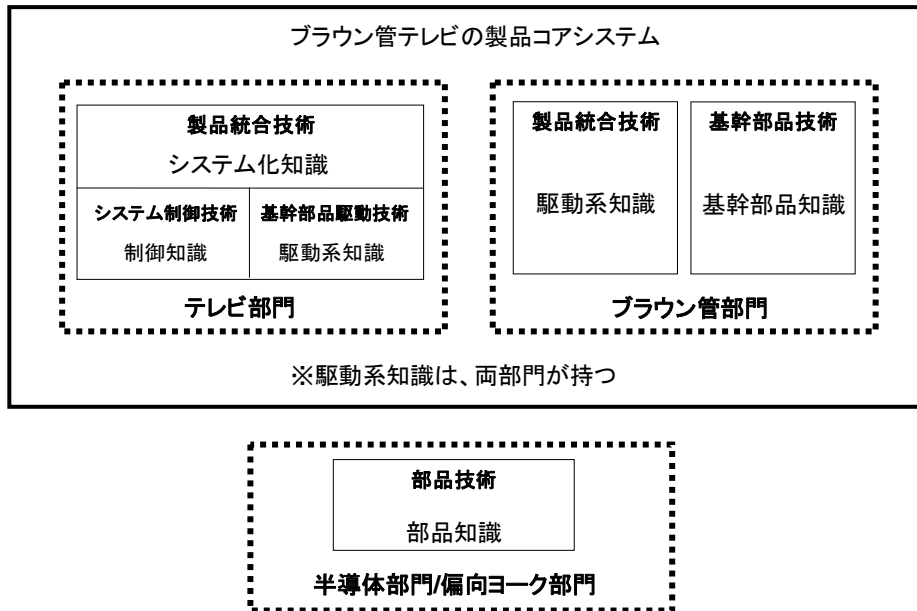 ブラウン管テレビの製品コアシステム
製品統合技術
システム化知識
システム制御技術
制御知識
基幹部品駆動技術
駆動系知識
テレビ部門
製品統合技術
駆動系知識
基幹部品技術
基幹部品知識
ブラウン管部門
※駆動系知識は、両部門が持つ
部品技術
部品知識
半導体部門/偏向ヨーク部門